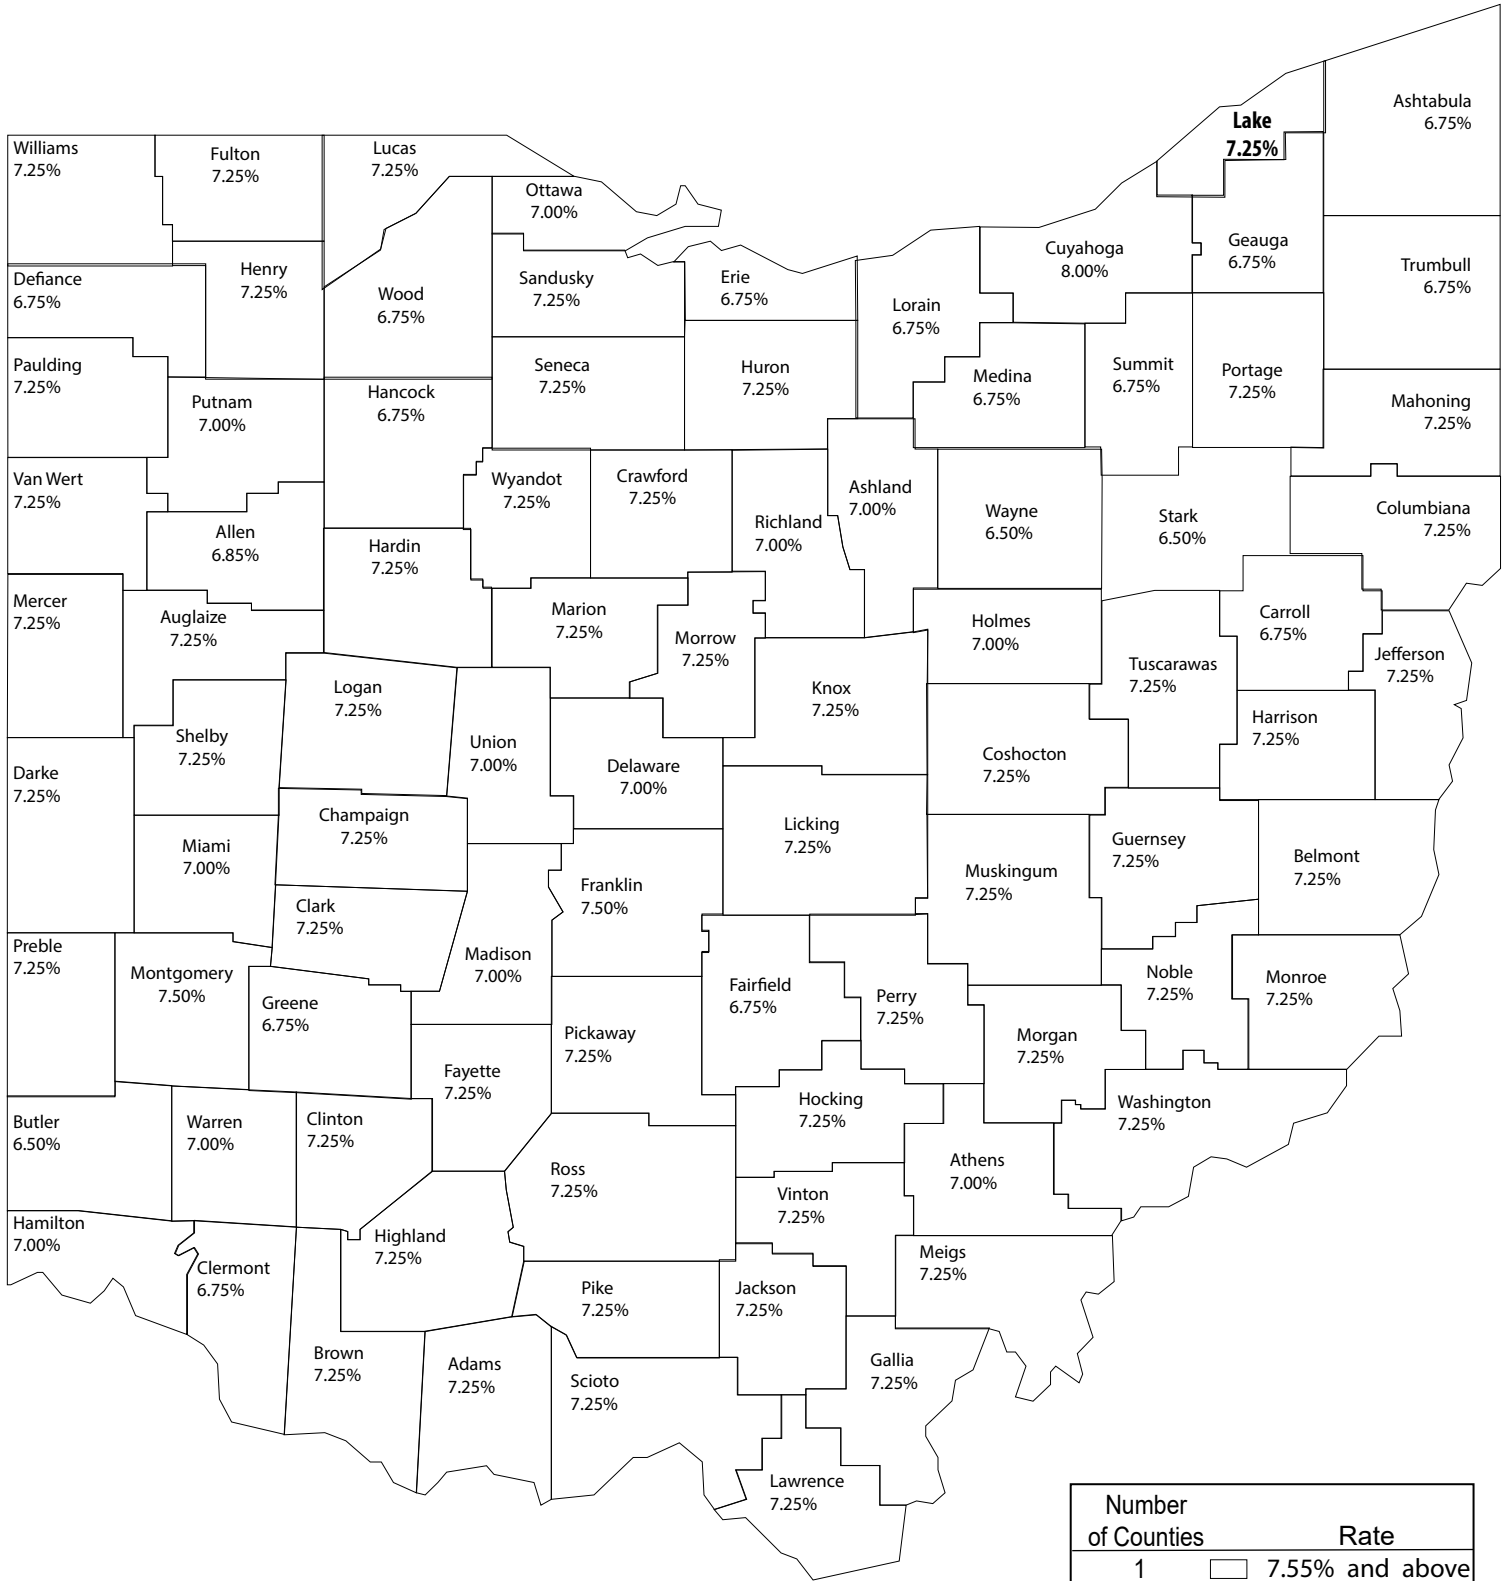 Williams
7.25%
Fulton
7.25%
Lucas
7.25%
Ottawa
7.00%
Lake
7.25%
Ashtabula
6.75%
Defiance
6.75%
Henry
7.25%
Wood
6.75%
Sandusky
7.25%
Erie
6.75%
Lorain
6.75%
Cuyahoga
8.00%
Geauga
6.75%
Trumbull
6.75%
Paulding
7.25%
Putnam
7.00%
Hancock
6.75%
Seneca
7.25%
Huron
7.25%
Medina
6.75%
Summit
6.75%
Portage
7.25%
Mahoning
7.25%
Van Wert
7.25%
Allen
6.85%
Hardin
7.25%
Wyandot
7.25%
Crawford
7.25%
Richland
7.00%
Ashland
7.00%
Wayne
6.50%
Stark
6.50%
Columbiana
7.25%
Mercer
7.25%
Auglaize
7.25%
Marion
7.25%
Morrow
7.25%
Holmes
7.00%
Tuscarawas
7.25%
Carroll
6.75%
Jefferson
7.25%
Shelby
7.25%
Logan
7.25%
Union
7.00%
Delaware
7.00%
Knox
7.25%
Coshocton
7.25%
Harrison
7.25%
Darke
7.25%
Miami
7.00%
Champaign
7.25%
Licking
7.25%
Muskingum
7.25%
Guernsey
7.25%
Belmont
7.25%
Clark
7.25%
Franklin
7.50%
Preble
7.25%
Montgomery
7.50%
Greene
6.75%
Madison
7.00%
Fairfield
6.75%
Perry
7.25%
Noble
7.25%
Monroe
7.25%
Pickaway
7.25%
Morgan
7.25%
Fayette
7.25%
Hocking
7.25%
Washington
7.25%
Butler
6.50%
Warren
7.00%
Clinton
7.25%
Ross
7.25%
Athens
7.00%
Vinton
7.25%
Hamilton
7.00%
Highland
7.25%
Clermont
6.75%
Meigs
7.25%
Pike
7.25%
Jackson
7.25%
Brown
7.25%
Adams
7.25%
Scioto
7.25%
Gallia
7.25%
Lawrence
7.25%
Number
of Counties Rate
1 7.55% and above